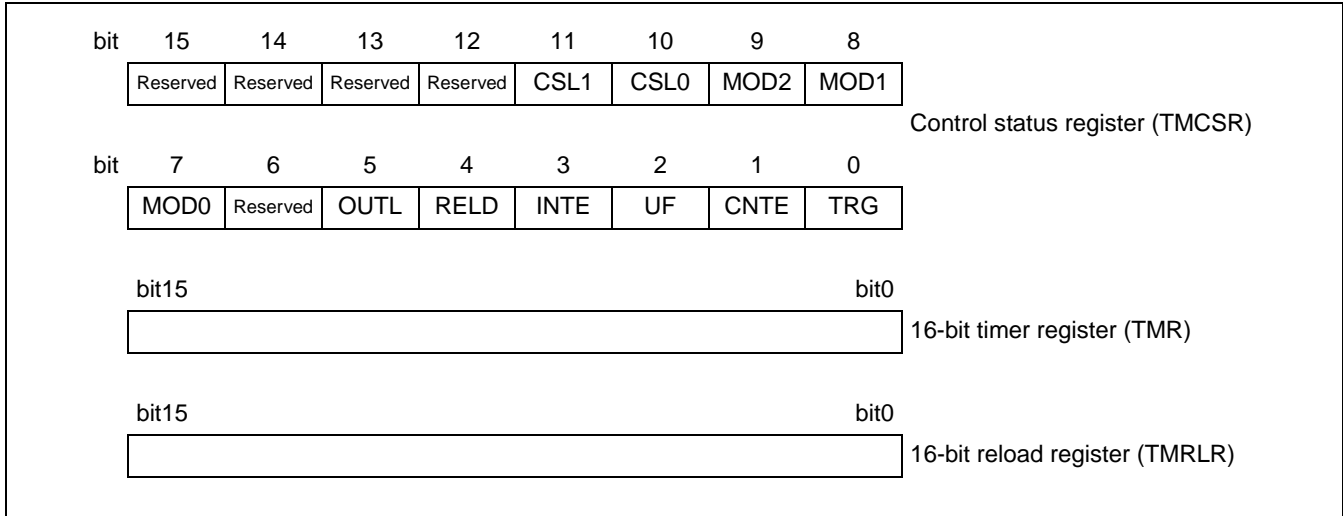 bit 15 14 13 12 11 10 9 8
Reserved Reserved Reserved Reserved CSL1 CSL0 MOD2 MOD1
Control status register (TMCSR)
bit 7 6 5 4 3 2 1 0
MOD0 Reserved OUTL RELD INTE UF CNTE TRG
bit15 bit0
16-bit timer register (TMR)
bit15 bit0
16-bit reload register (TMRLR)